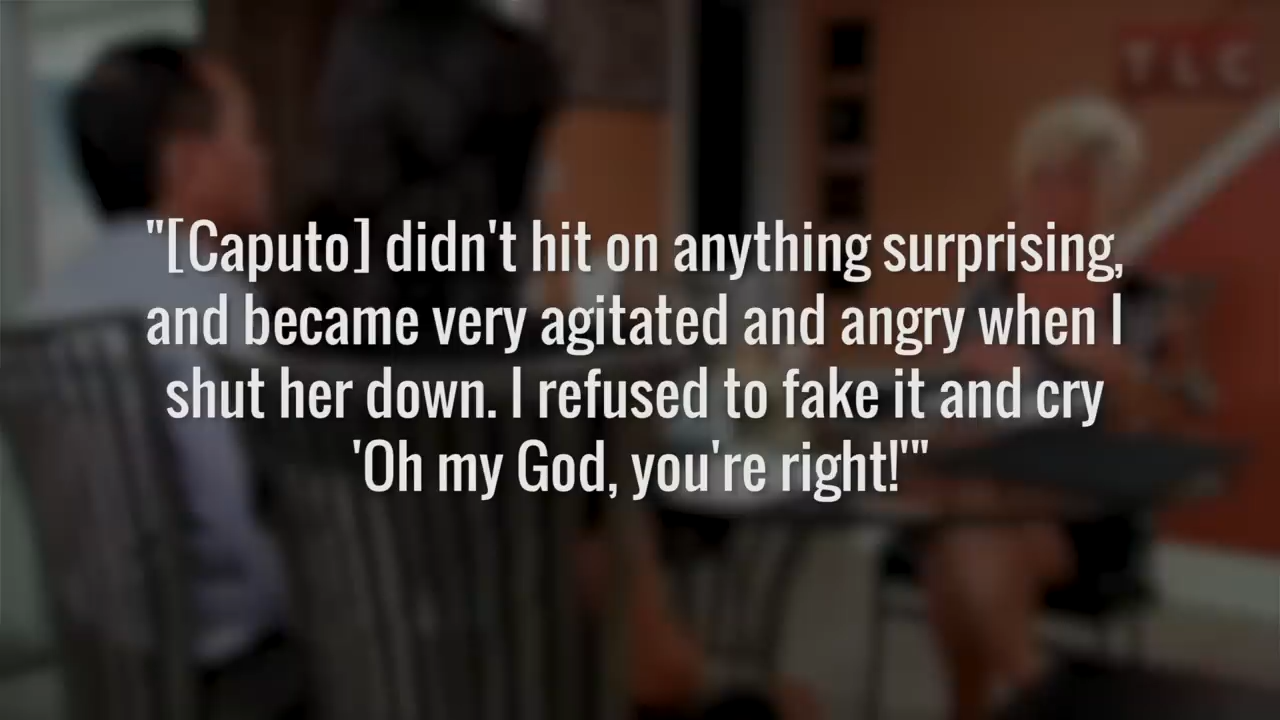 TLC
"[Caputo] didn't hit on anything surprising,
and became very agitated and angry when I
shut her down. I refused to fake it and cry
'Oh my God, you're right!'"